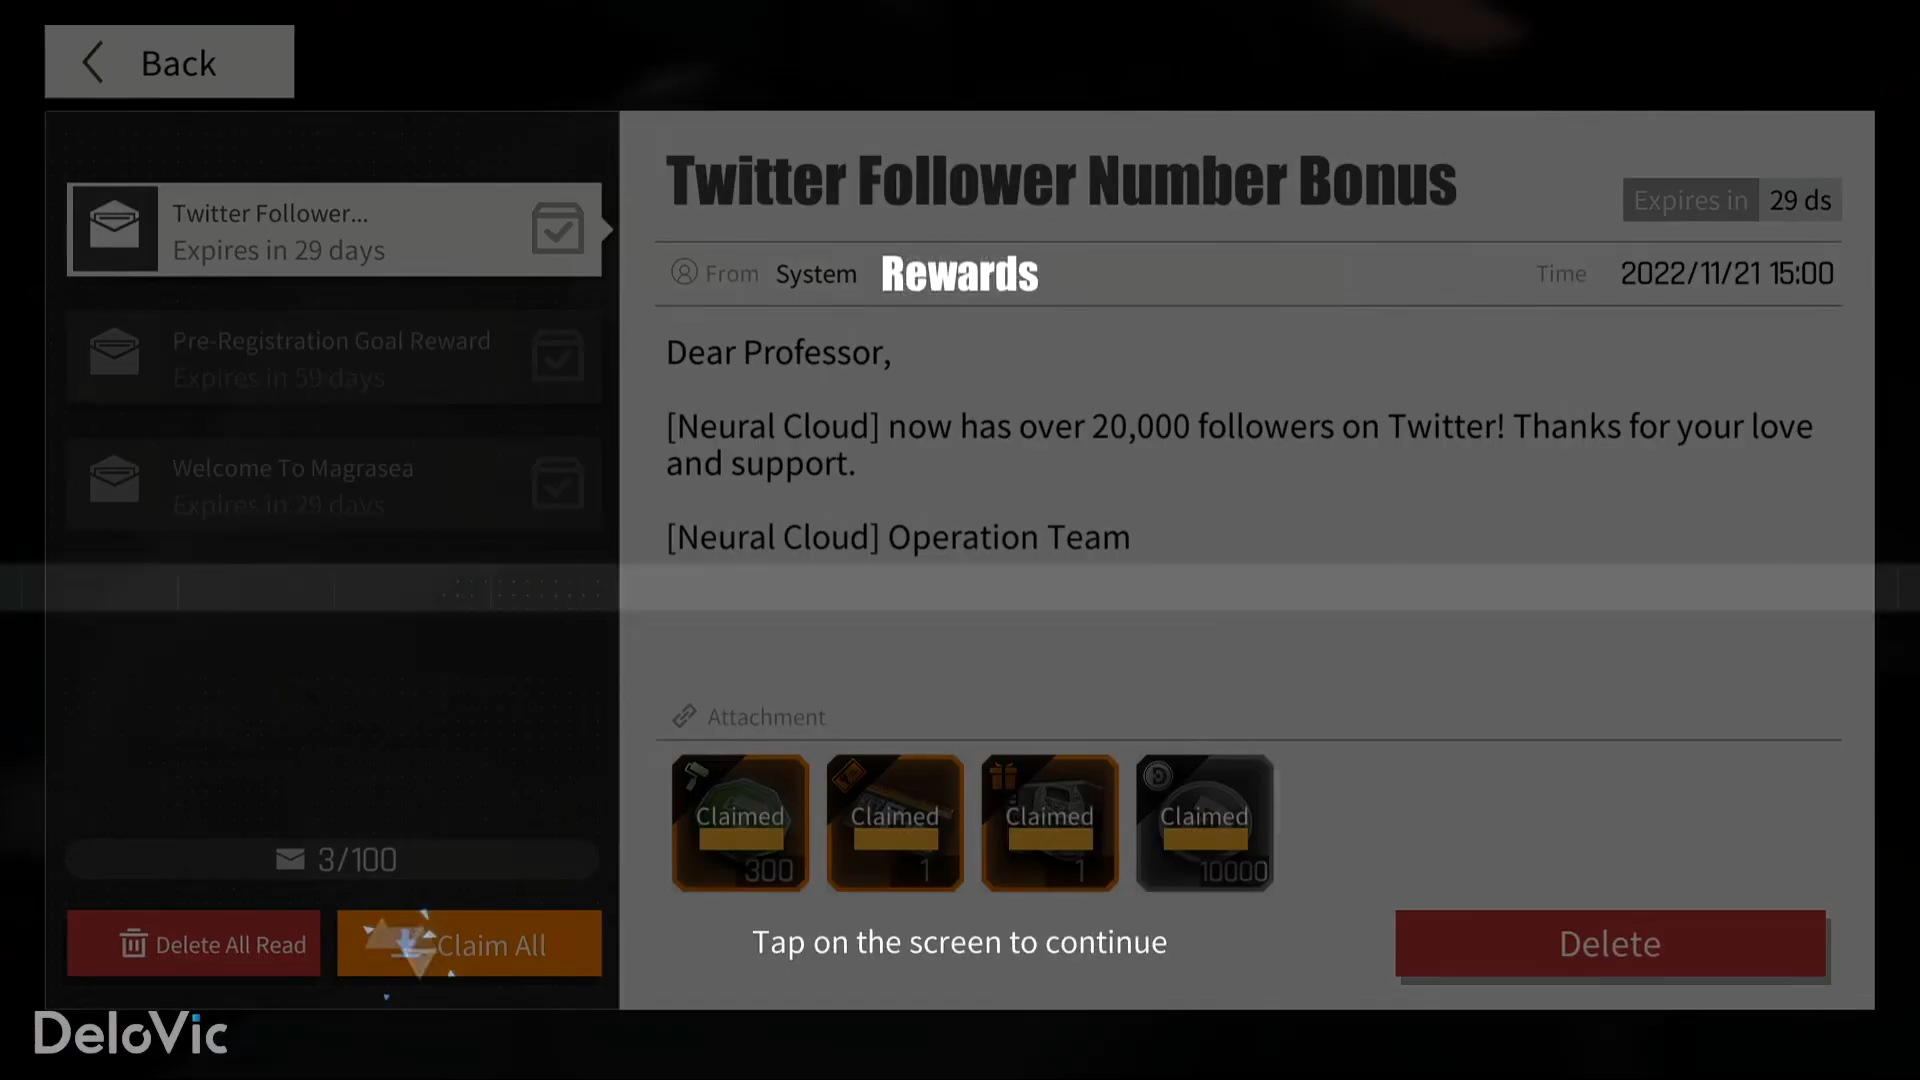 Back
Twitter Follower...
Expires in 29 days
Pre-Registration Goal Reward
Expires in 59 days
Welcome To Magrasea
Expires in 29 days
3/100
Delete All Read
Claim All
Twitter Follower Number Bonus
Expires in 29 ds
From System
Rewards
Time 2022/11/21 15:00
Dear Professor,
[Neural Cloud] now has over 20,000 followers on Twitter! Thanks for your love
and support.
[Neural Cloud] Operation Team
Attachment
Claimed Claimed Claimed Claimed
300 1 1 10000
Tap on the screen to continue
Delete
DeloVic